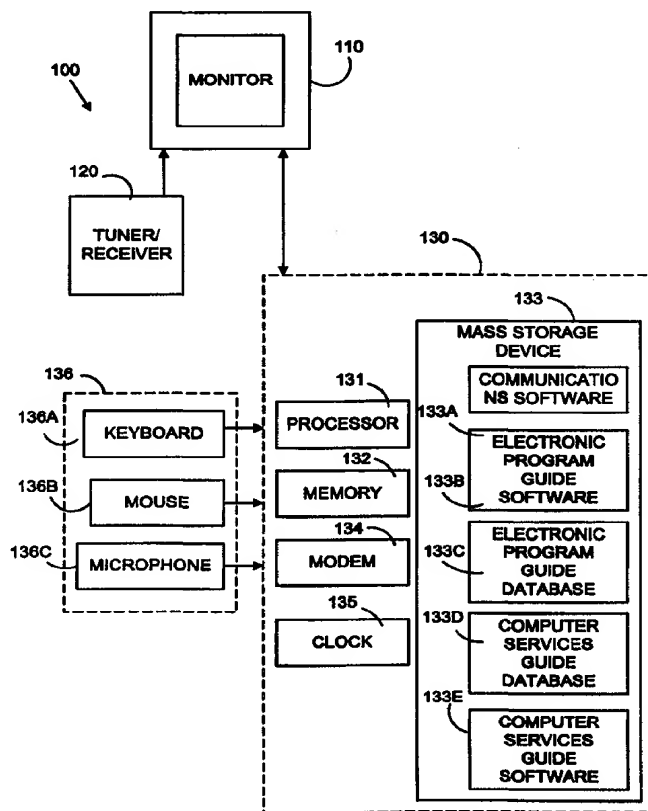 100
110
MONITOR
120
TUNER/
RECEIVER
130
133
MASS STORAGE
DEVICE
COMMUNICATIO
NS SOFTWARE
136
131
133A
136A
KEYBOARD
PROCESSOR
ELECTRONIC
PROGRAM
GUIDE
SOFTWARE
132
133B
136B
MOUSE
MEMORY
134
136C
MICROPHONE
MODEM
133C
ELECTRONIC
PROGRAM
GUIDE
DATABASE
135
CLOCK
133D
COMPUTER
SERVICES
GUIDE
DATABASE
133E
COMPUTER
SERVICES
GUIDE
SOFTWARE